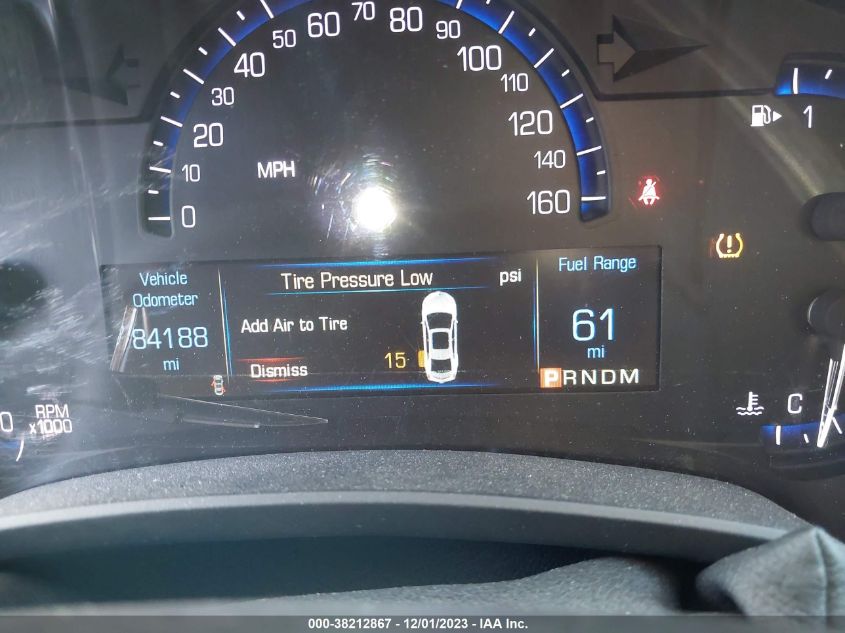 0 10 20 30 40 50 60 70 80 90 100 110 120 140 160
MPH
1
Vehicle
Odometer
84188
mi
Tire Pressure Low psi
Add Air to Tire
15
Dismiss
Fuel Range
61
mi
PRNDM
0 RPM
x1000
C
000-38212867 - 12/01/2023 - IAA Inc.